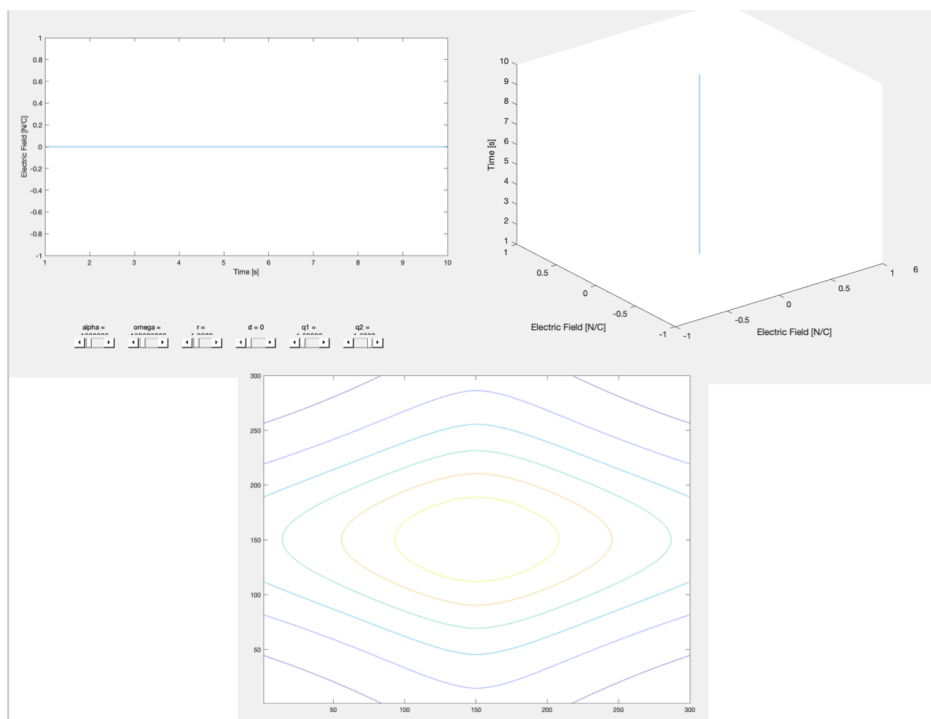 1
0.8
0.6
0.4
0.2
0
-0.2
-0.4
-0.6
-0.8
-1
Electric Field [N/C]
1 2 3 4 5 6 7 8 9 10
Time [s]
10
9
8
7
6
5
4
3
2
1
Time [s]
1 0.5 0 -0.5 -1
Electric Field [N/C]
-1 -0.5 0 0.5 1
Electric Field [N/C]
6
alpha = omega = r = d = 0 q1 = q2 =
300
250
200
150
100
50
50 100 150 200 250 300